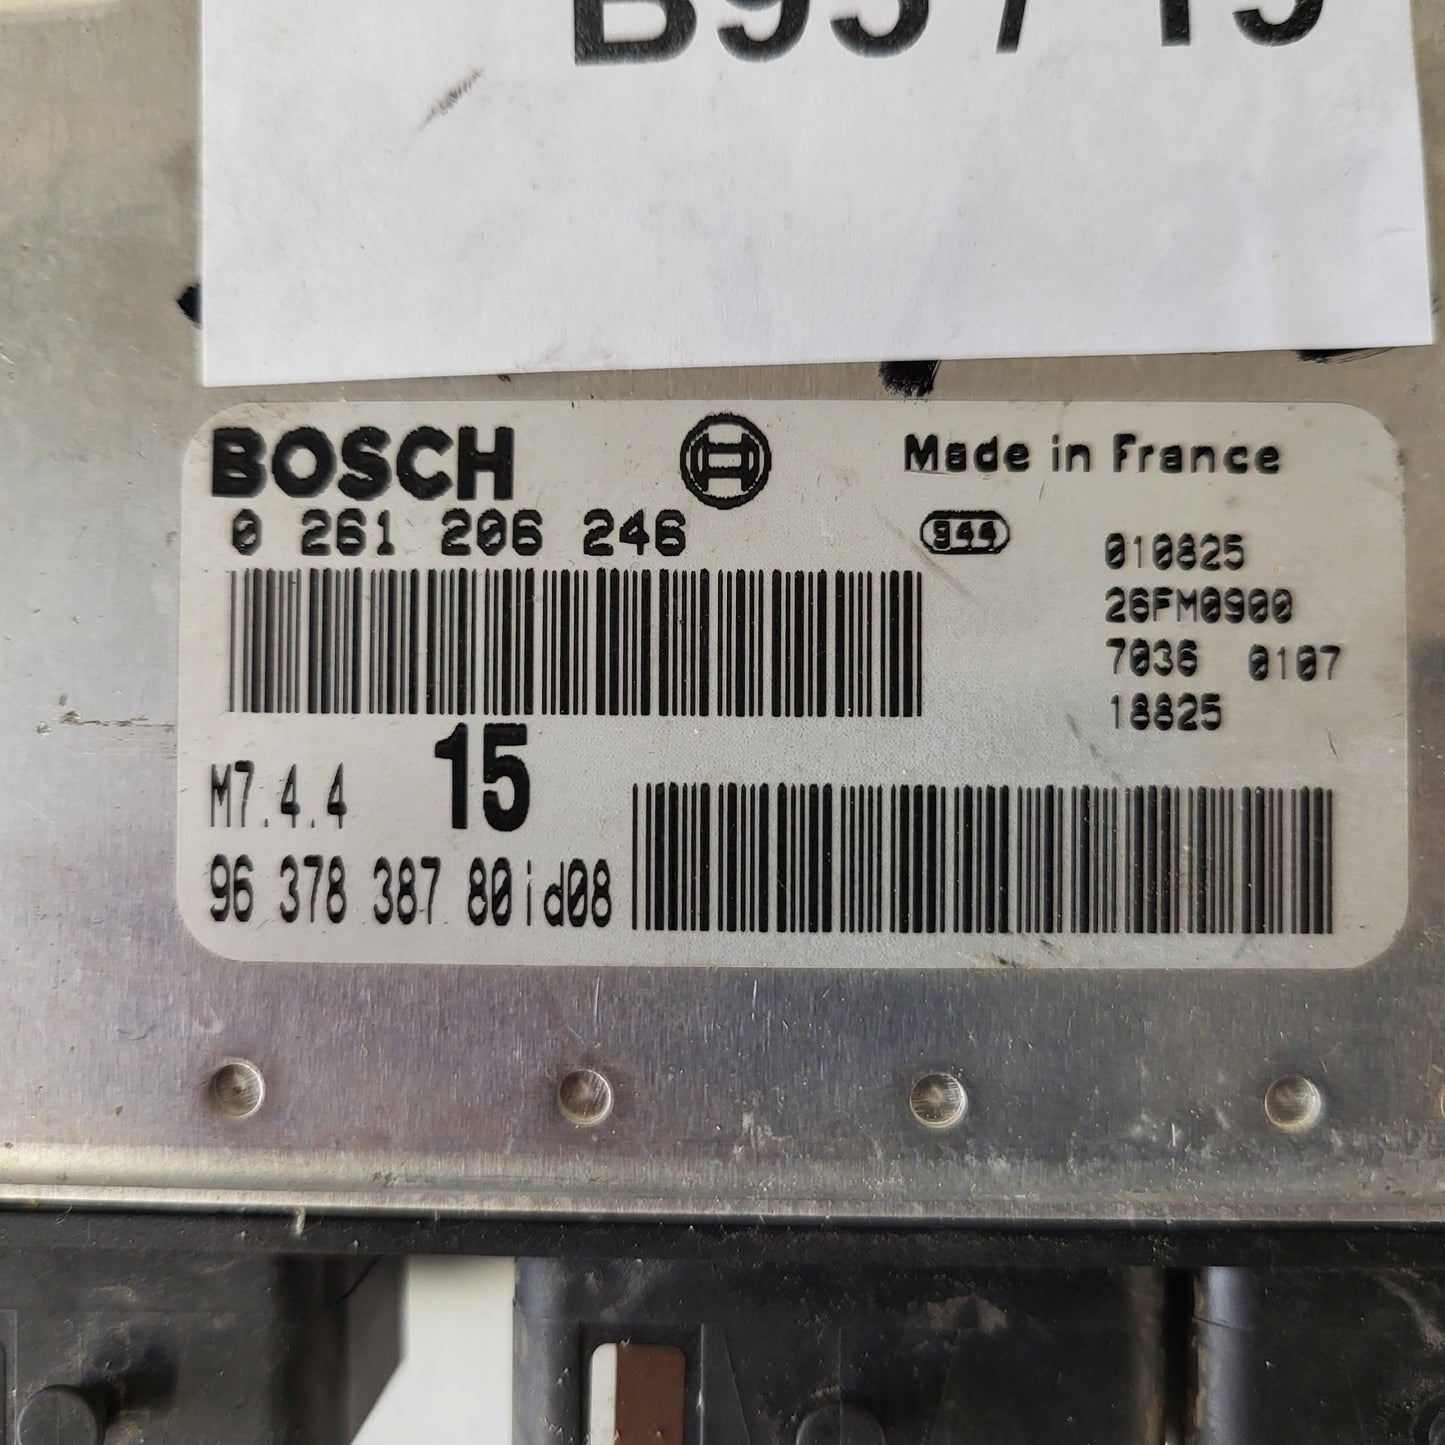 BOSCH
Made in France
0 261 206 246
944
010825
26FM0900
7036 0107
18825
M7.4.4 15
96 378 387 80id08